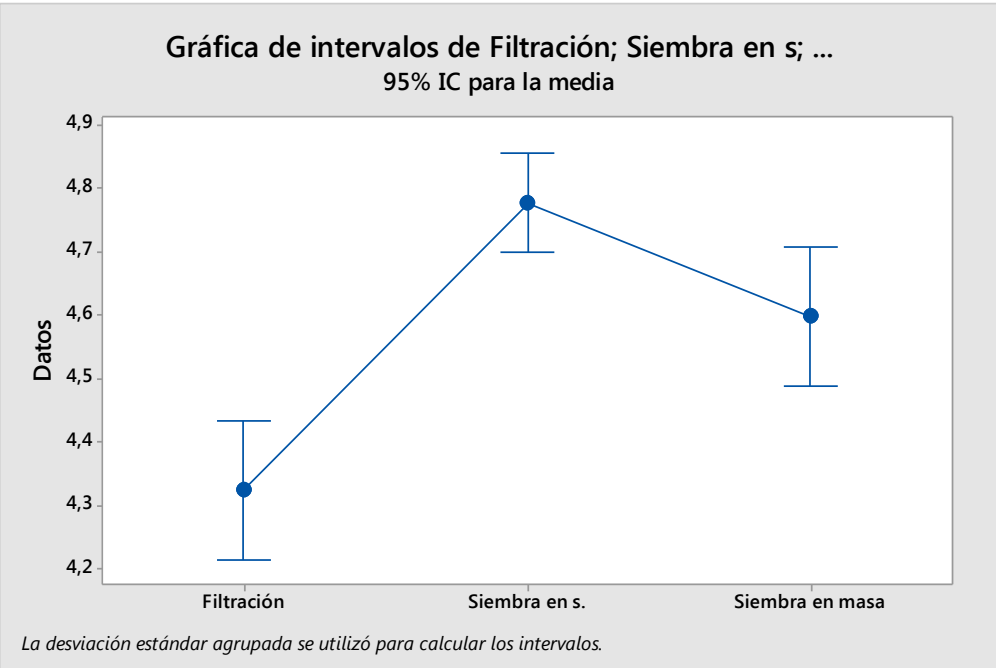 Gráfica de intervalos de Filtración; Siembra en s; ...
95% IC para la media
4,9
4,8
4,7
4,6
4,5
4,4
4,3
4,2
Datos
Filtración
Siembra en s.
Siembra en masa
La desviación estándar agrupada se utilizó para calcular los intervalos.